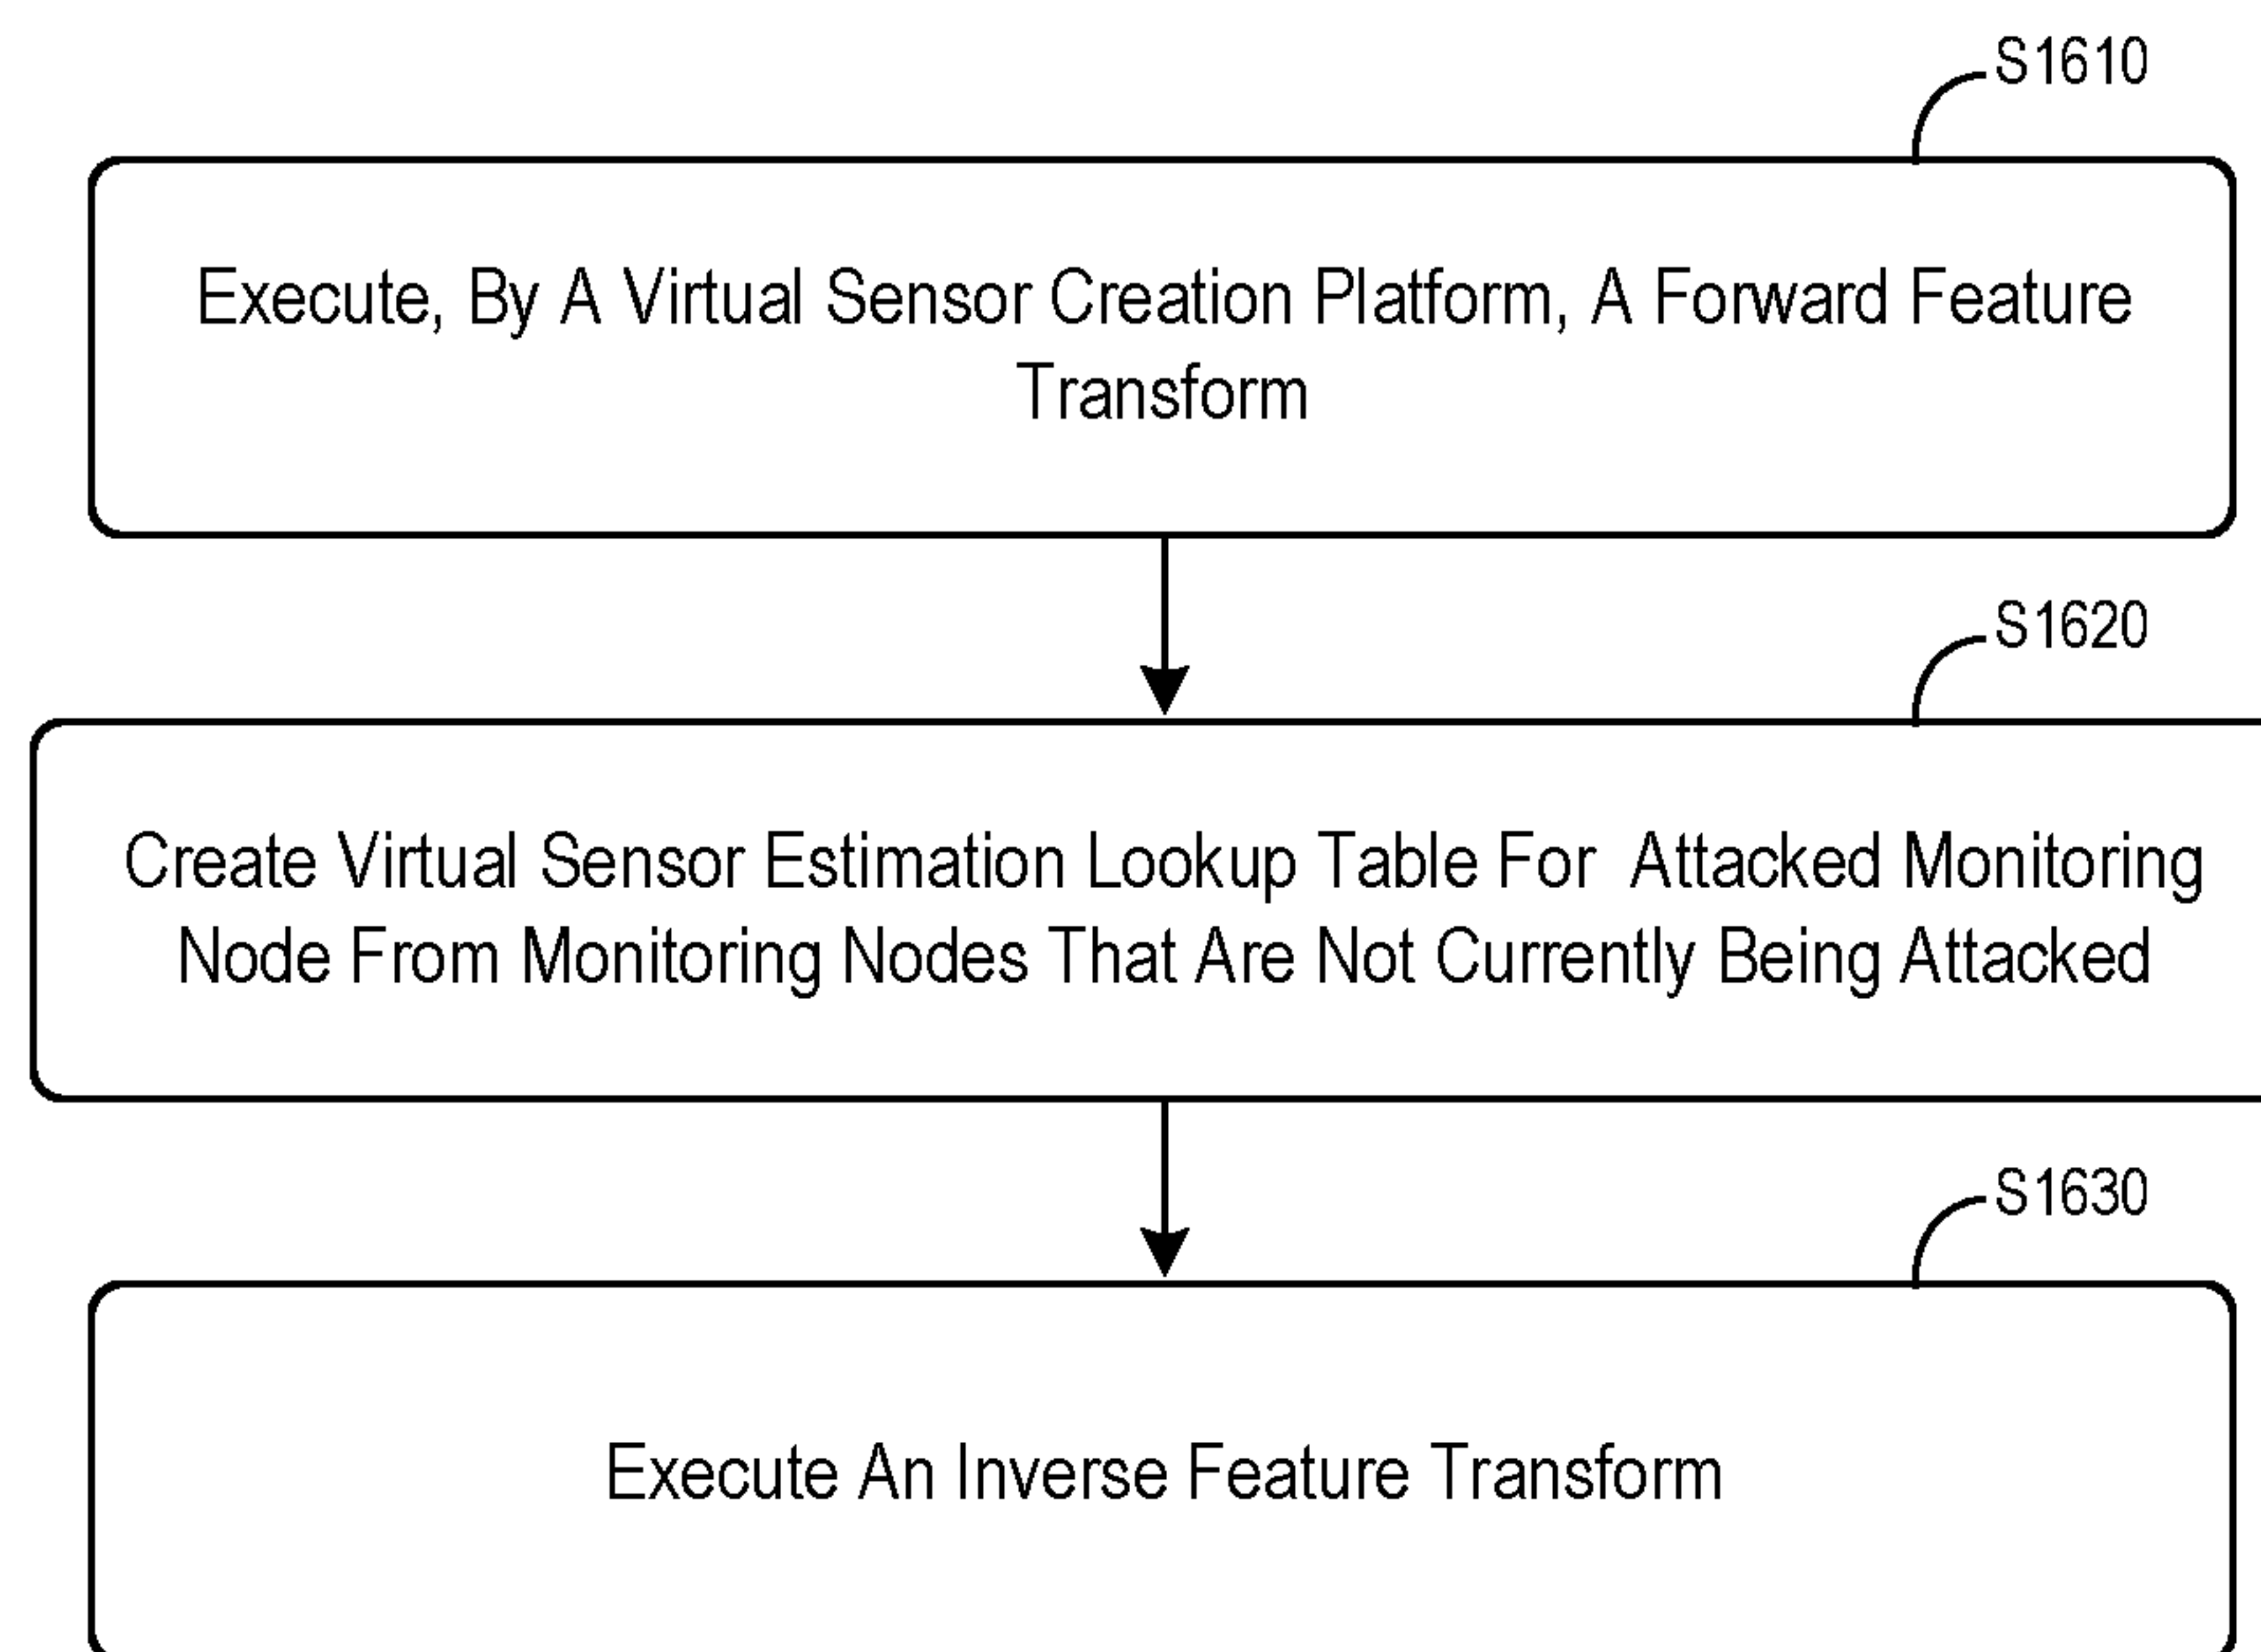 S1610
Execute, By A Virtual Sensor Creation Platform, A Forward Feature
Transform
S1620
Create Virtual Sensor Estimation Lookup Table For Attacked Monitoring
Node From Monitoring Nodes That Are Not Currently Being Attacked
S1630
Execute An Inverse Feature Transform